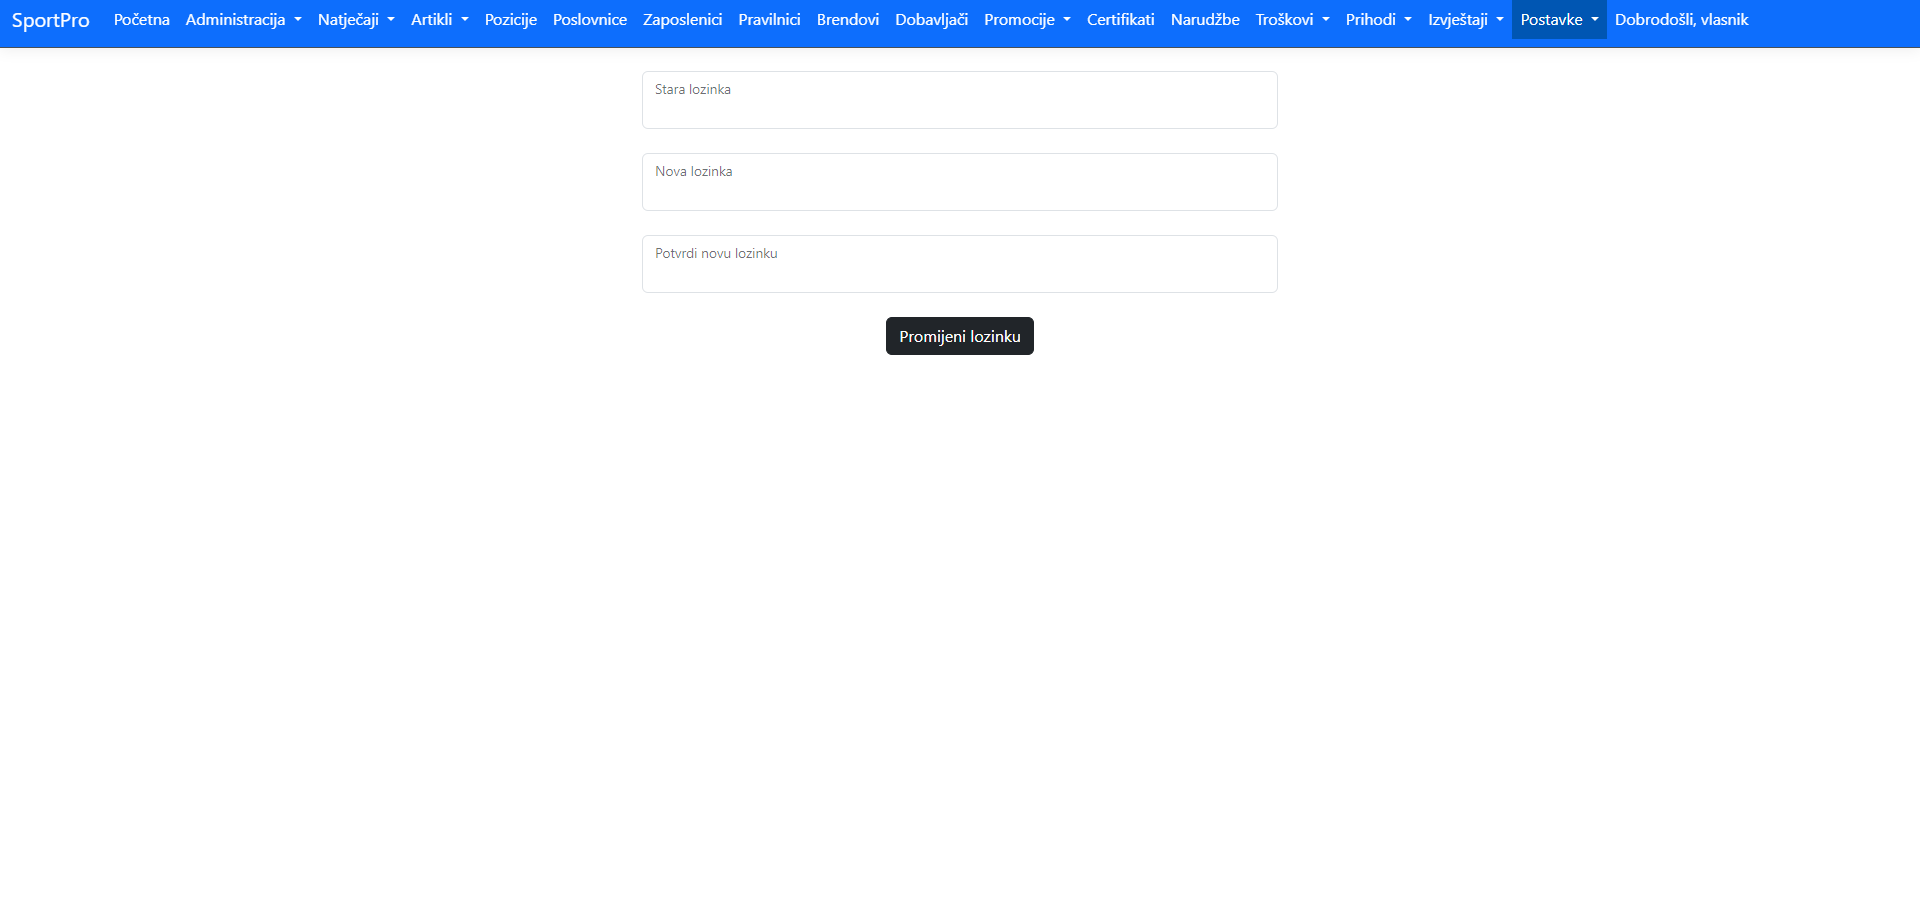 SportPro Početna Administracija Natječaji Artikli Pozicije Poslovnice Zaposlenici Pravilnici Brendovi Dobavljači Promocije Certifikati Narudžbe Troškovi Prihodi Izvještaji Postavke Dobrodošli, vlasnik
Stara lozinka
Nova lozinka
Potvrdi novu lozinku
Promijeni lozinku